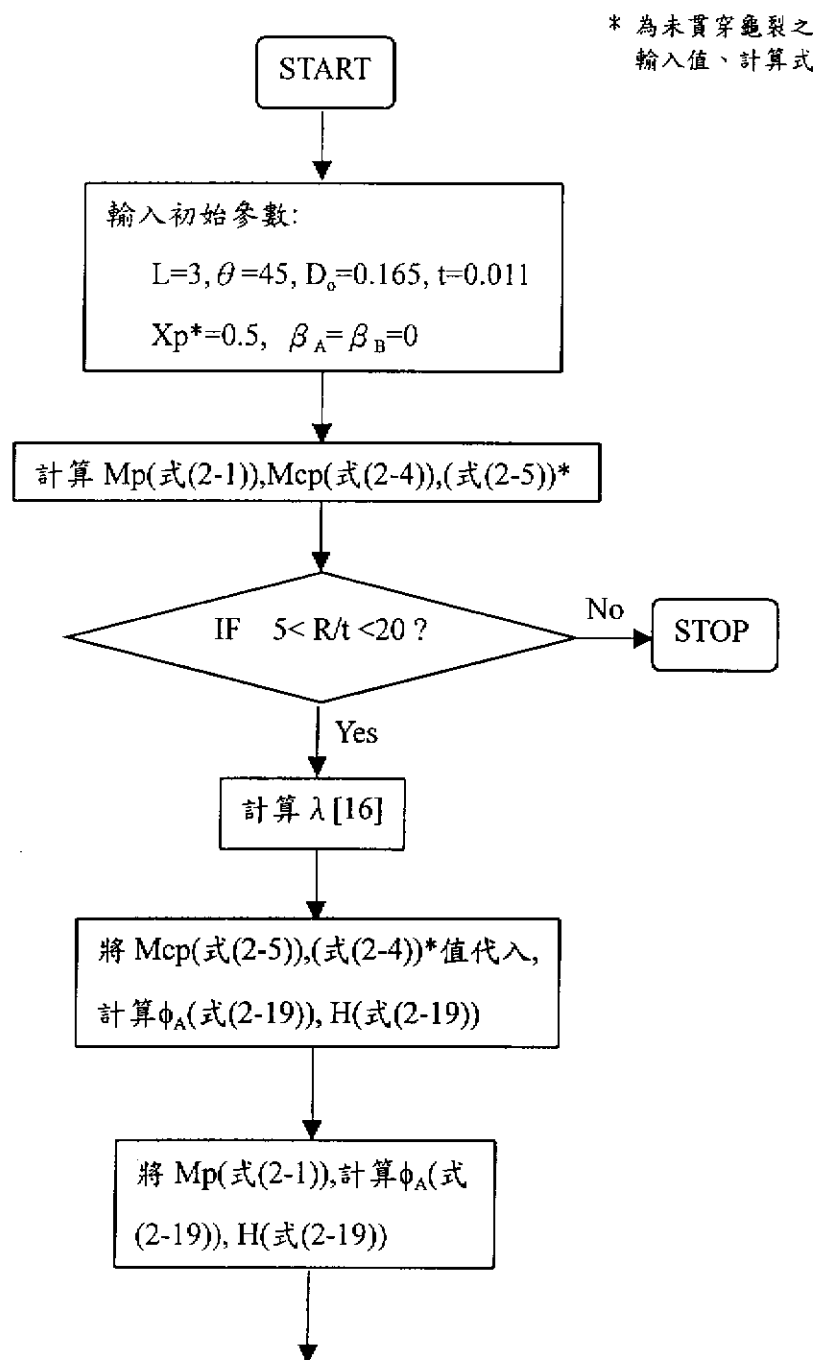 * 為未貫穿龜裂之
輸入值、計算式
START
輸入初始參數:
L=3, θ=45, Dₒ=0.165, t=0.011
Xp*=0.5, β_A=β_B=0
計算 Mp(式(2-1)),Mcp(式(2-4)),(式(2-5))*
IF 5< R/t <20 ?
No
STOP
Yes
計算 λ [16]
將 Mcp(式(2-5)),(式(2-4))*值代入,
計算ϕ_A(式(2-19)), H(式(2-19))
將 Mp(式(2-1)),計算ϕ_A(式
(2-19)), H(式(2-19))